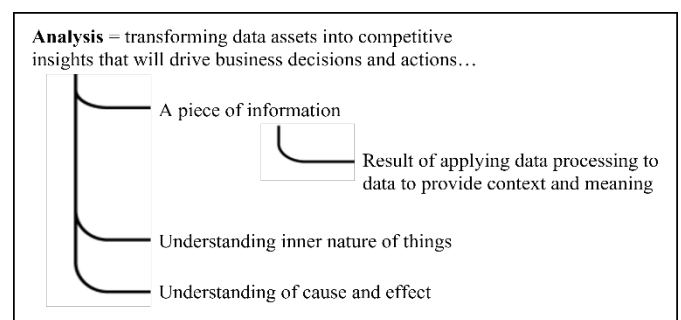 Analysis = transforming data assets into competitive
insights that will drive business decisions and actions…
A piece of information
Result of applying data processing to
data to provide context and meaning
Understanding inner nature of things
Understanding of cause and effect